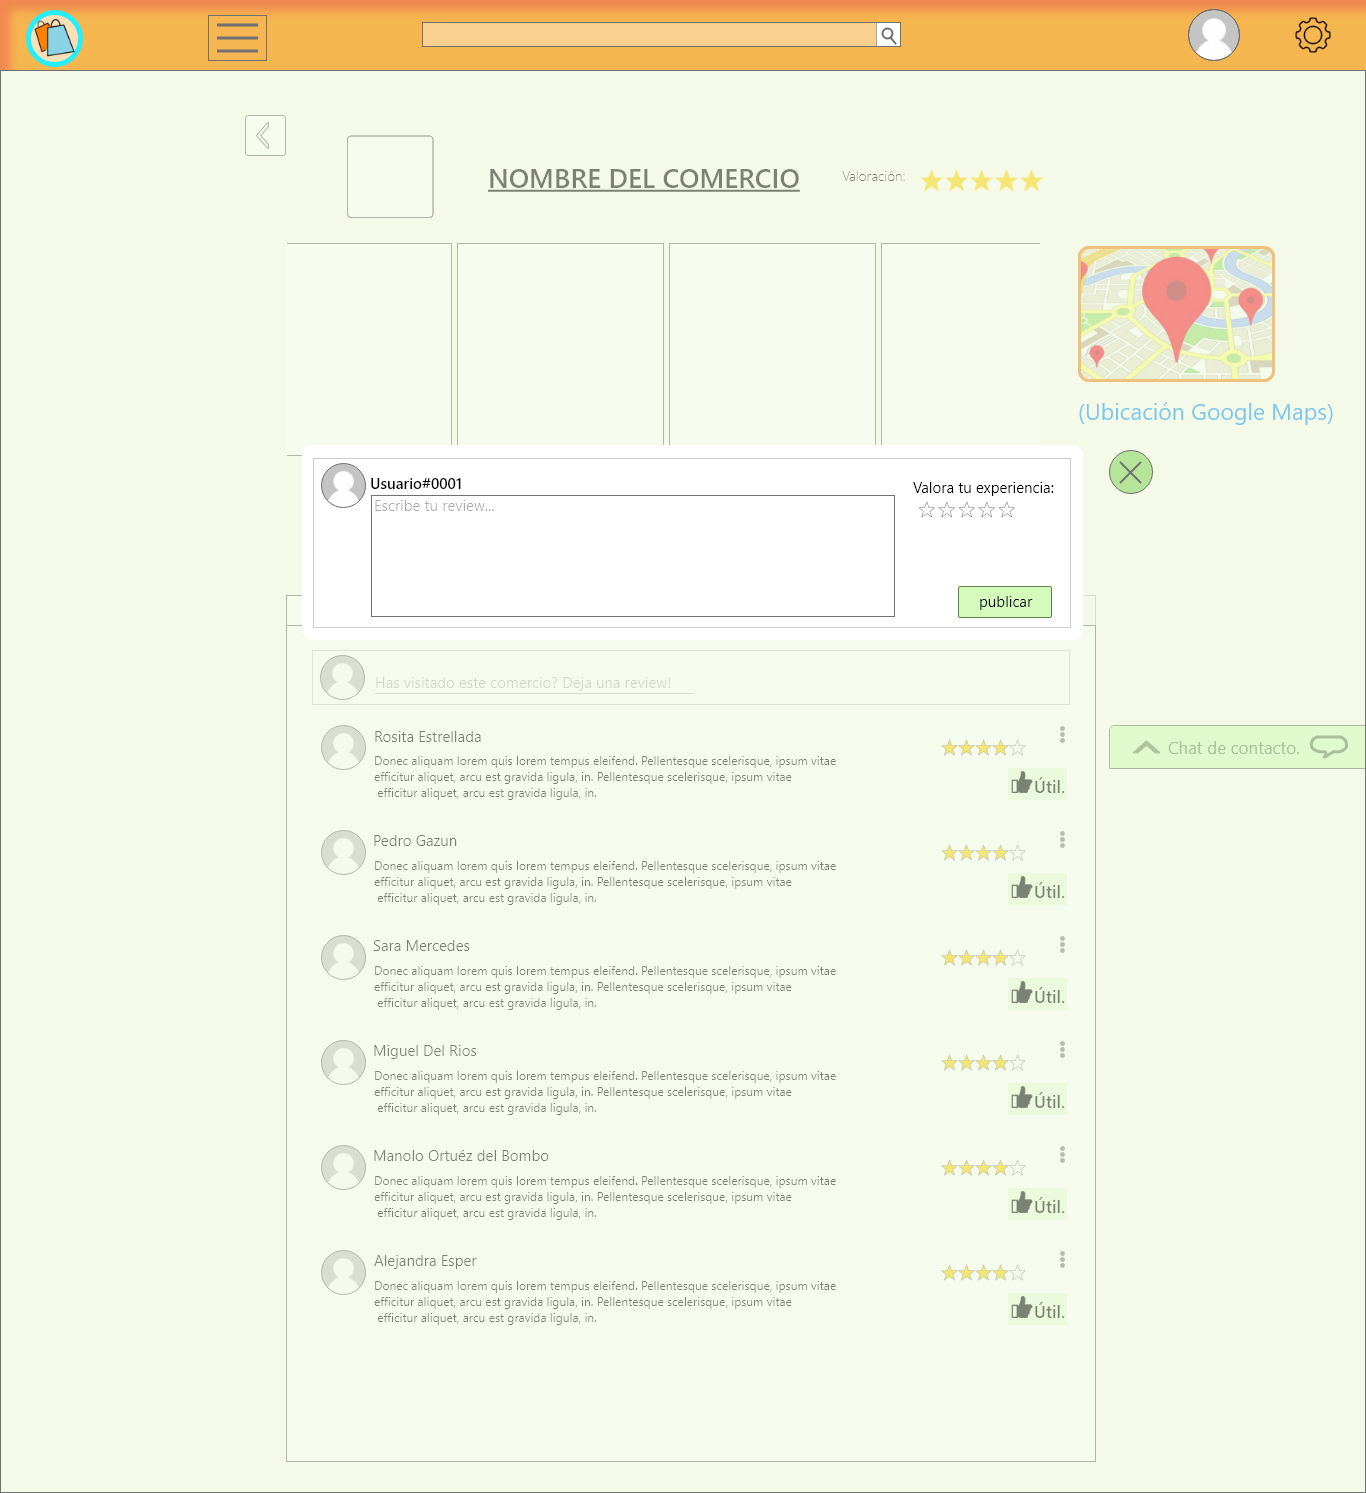 NOMBRE DEL COMERCIO
Valoración:
(Ubicación Google Maps)
Usuario#0001
Valora tu experiencia:
Escribe tu review...
publicar
Has visitado este comercio? Deja una review!
Rosita Estrellada
Donec aliquam lorem quis lorem tempus eleifend. Pellentesque scelerisque, ipsum vitae
efficitur aliquet, arcu est gravida ligula, in. Pellentesque scelerisque, ipsum vitae
efficitur aliquet, arcu est gravida ligula, in.
Útil.
Chat de contacto.
Pedro Gazun
Donec aliquam lorem quis lorem tempus eleifend. Pellentesque scelerisque, ipsum vitae
efficitur aliquet, arcu est gravida ligula, in. Pellentesque scelerisque, ipsum vitae
efficitur aliquet, arcu est gravida ligula, in.
Útil.
Sara Mercedes
Donec aliquam lorem quis lorem tempus eleifend. Pellentesque scelerisque, ipsum vitae
efficitur aliquet, arcu est gravida ligula, in. Pellentesque scelerisque, ipsum vitae
efficitur aliquet, arcu est gravida ligula, in.
Útil.
Miguel Del Rios
Donec aliquam lorem quis lorem tempus eleifend. Pellentesque scelerisque, ipsum vitae
efficitur aliquet, arcu est gravida ligula, in. Pellentesque scelerisque, ipsum vitae
efficitur aliquet, arcu est gravida ligula, in.
Útil.
Manolo Ortuéz del Bombo
Donec aliquam lorem quis lorem tempus eleifend. Pellentesque scelerisque, ipsum vitae
efficitur aliquet, arcu est gravida ligula, in. Pellentesque scelerisque, ipsum vitae
efficitur aliquet, arcu est gravida ligula, in.
Útil.
Alejandra Esper
Donec aliquam lorem quis lorem tempus eleifend. Pellentesque scelerisque, ipsum vitae
efficitur aliquet, arcu est gravida ligula, in. Pellentesque scelerisque, ipsum vitae
efficitur aliquet, arcu est gravida ligula, in.
Útil.